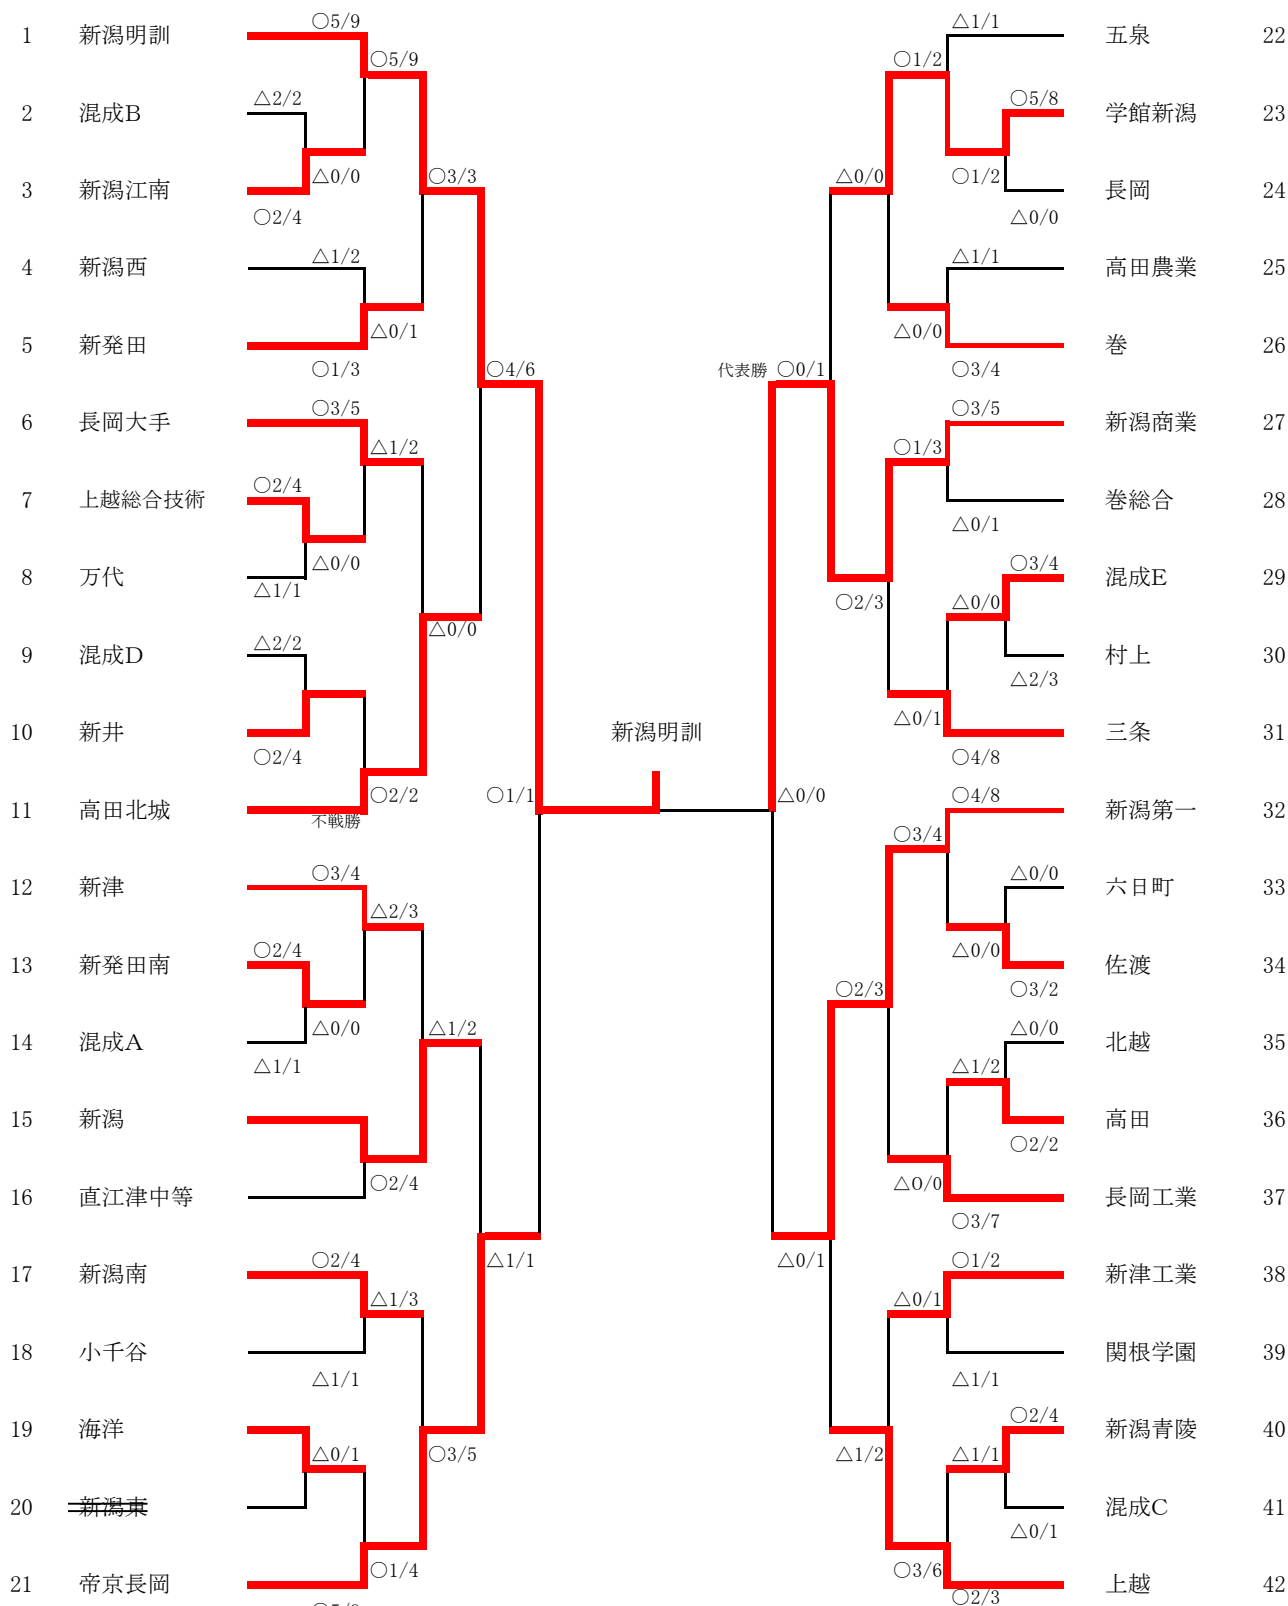 1 新潟明訓 ○5/9
○5/9
2 混成B △2/2
△0/0
3 新潟江南 ○2/4
○3/3
4 新潟西 △1/2
△0/1
5 新発田 ○1/3
○4/6
6 長岡大手 ○3/5
△1/2
7 上越総合技術 ○2/4
△0/0
8 万代 △1/1
9 混成D △2/2
△0/0
10 新井 ○2/4
11 高田北城 不戦勝
○2/2
○1/1
12 新津 ○3/4
△2/3
13 新発田南 ○2/4
△0/0
14 混成A △1/1
△1/2
15 新潟
○2/4
16 直江津中等
△1/1
17 新潟南 ○2/4
△1/3
18 小千谷 △1/1
19 海洋
△0/1
○3/5
20 新潟東
21 帝京長岡
○1/4
新潟明訓
△1/1 五泉 22
○1/2
○5/8 学館新潟 23
○1/2
△0/0 長岡 24
△0/0
△1/1 高田農業 25
△0/0
○3/4 巻 26
代表勝 ○0/1
○3/5 新潟商業 27
○1/3
△0/1 巻総合 28
○3/4 混成E 29
△0/0
○2/3
△2/3 村上 30
△0/1
○4/8 三条 31
△0/0
○4/8 新潟第一 32
○3/4
△0/0 六日町 33
△0/0
○3/2 佐渡 34
○2/3
△0/0 北越 35
△1/2
○2/2 高田 36
△0/0
○3/7 長岡工業 37
△0/1
○1/2 新津工業 38
△0/1
△1/1 関根学園 39
○2/4 新潟青陵 40
△1/1
△1/2
△0/1 混成C 41
○3/6
○2/3 上越 42